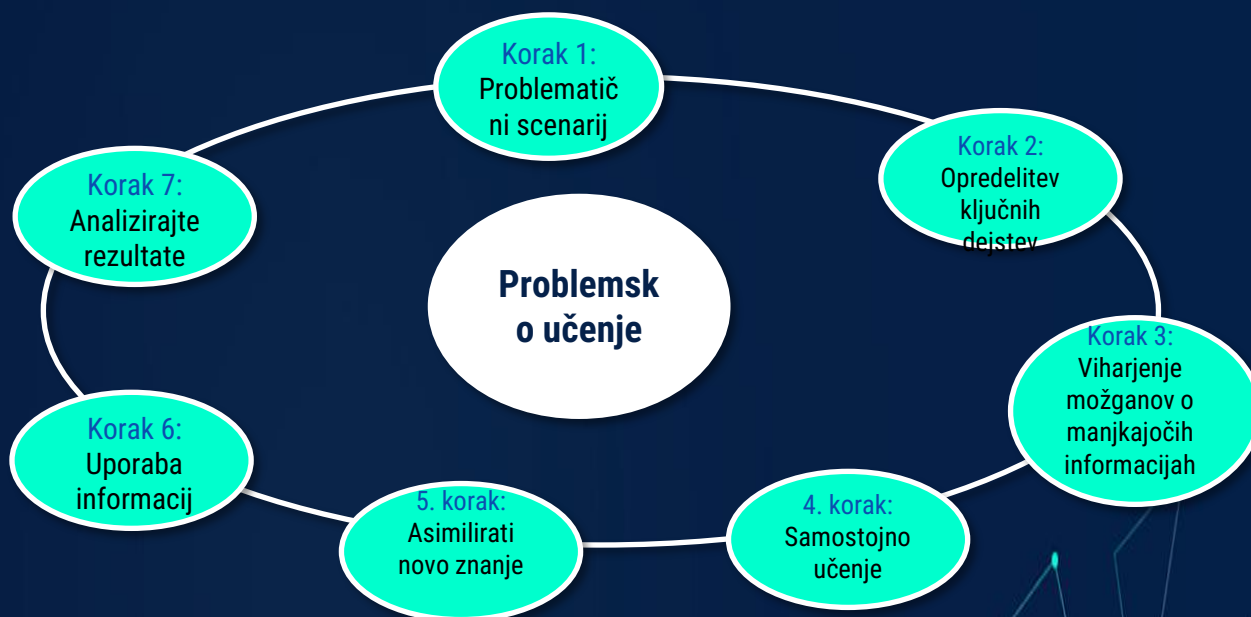 Korak 1:
Problematič
ni scenarij
Korak 2:
Opredelitev
ključnih
dejstev
Korak 3:
Viharjenje
možganov o
manjkajočih
informacijah
4. korak:
Samostojno
učenje
5. korak:
Asimilirati
novo znanje
Korak 6:
Uporaba
informacij
Korak 7:
Analizirajte
rezultate
Problemsk
o učenje